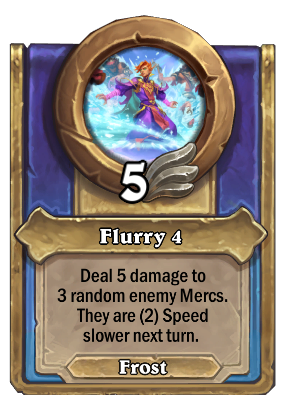 5
Flurry 4
Deal 5 damage to
3 random enemy Mercs.
They are (2) Speed
slower next turn.
Frost